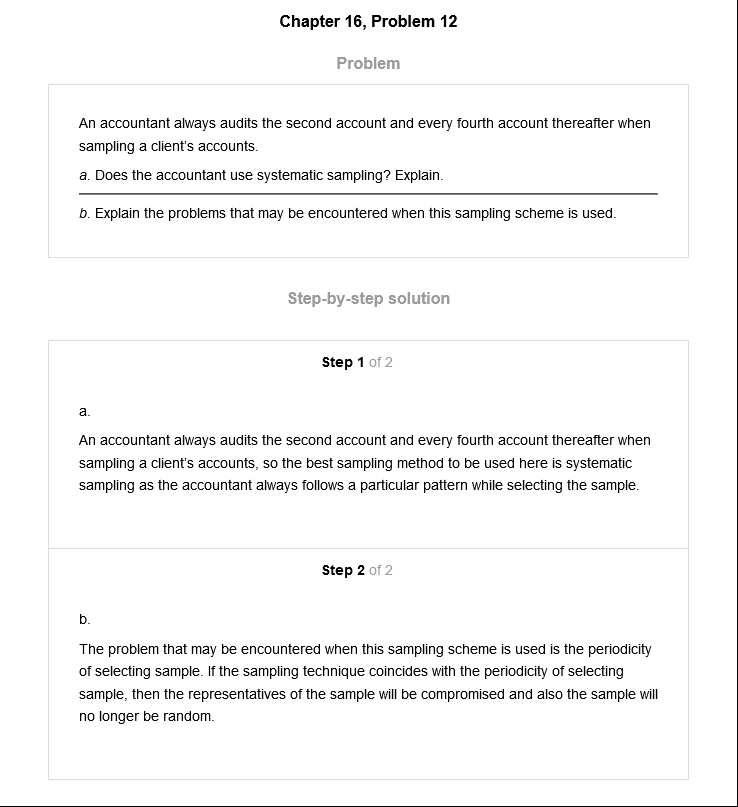 Chapter 16, Problem 12
Problem
An accountant always audits the second account and every fourth account thereafter when
sampling a client's accounts.
a. Does the accountant use systematic sampling? Explain.
b. Explain the problems that may be encountered when this sampling scheme is used.
Step-by-step solution
Step 1 of 2
a.
An accountant always audits the second account and every fourth account thereafter when
sampling a client's accounts, so the best sampling method to be used here is systematic
sampling as the accountant always follows a particular pattern while selecting the sample.
Step 2 of 2
b.
The problem that may be encountered when this sampling scheme is used is the periodicity
of selecting sample. If the sampling technique coincides with the periodicity of selecting
sample, then the representatives of the sample will be compromised and also the sample will
no longer be random.